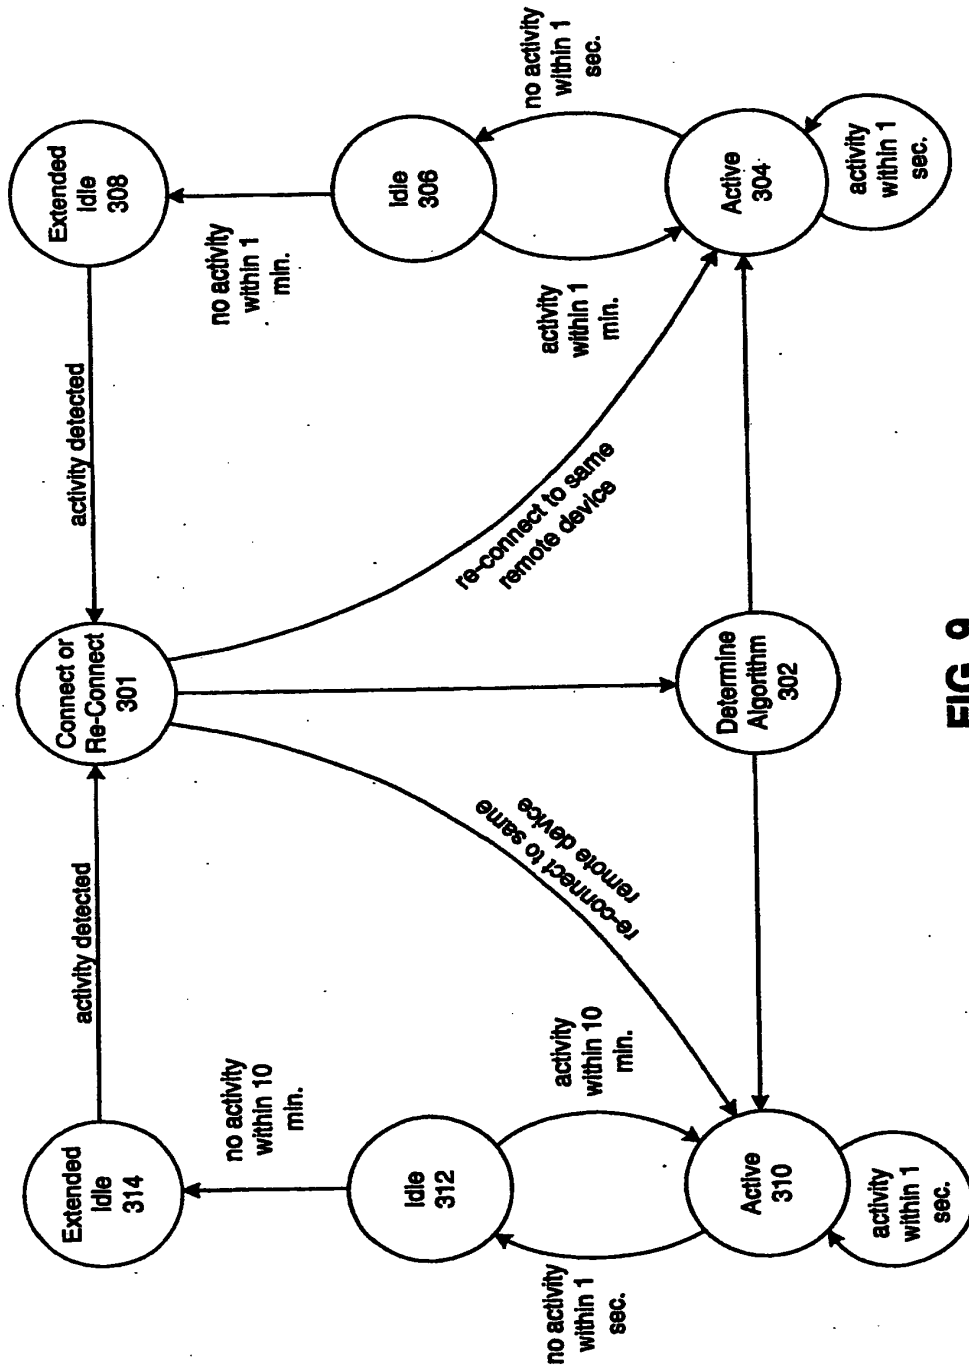 Extended
Idle
314
activity detected
Connect or
Re-Connect
301
activity detected
Extended
Idle
308
no activity
within 10
min.
no activity
within 1
min.
Idle
312
Idle
306
no activity
within 1
sec.
activity
within 10
min.
re-connect to same
remote device
re-connect to same
remote device
activity
within 1
min.
no activity
within 1
sec.
Active
310
Determine
Algorithm
302
Active
304
activity
within 1
sec.
activity
within 1
sec.
FIG_9